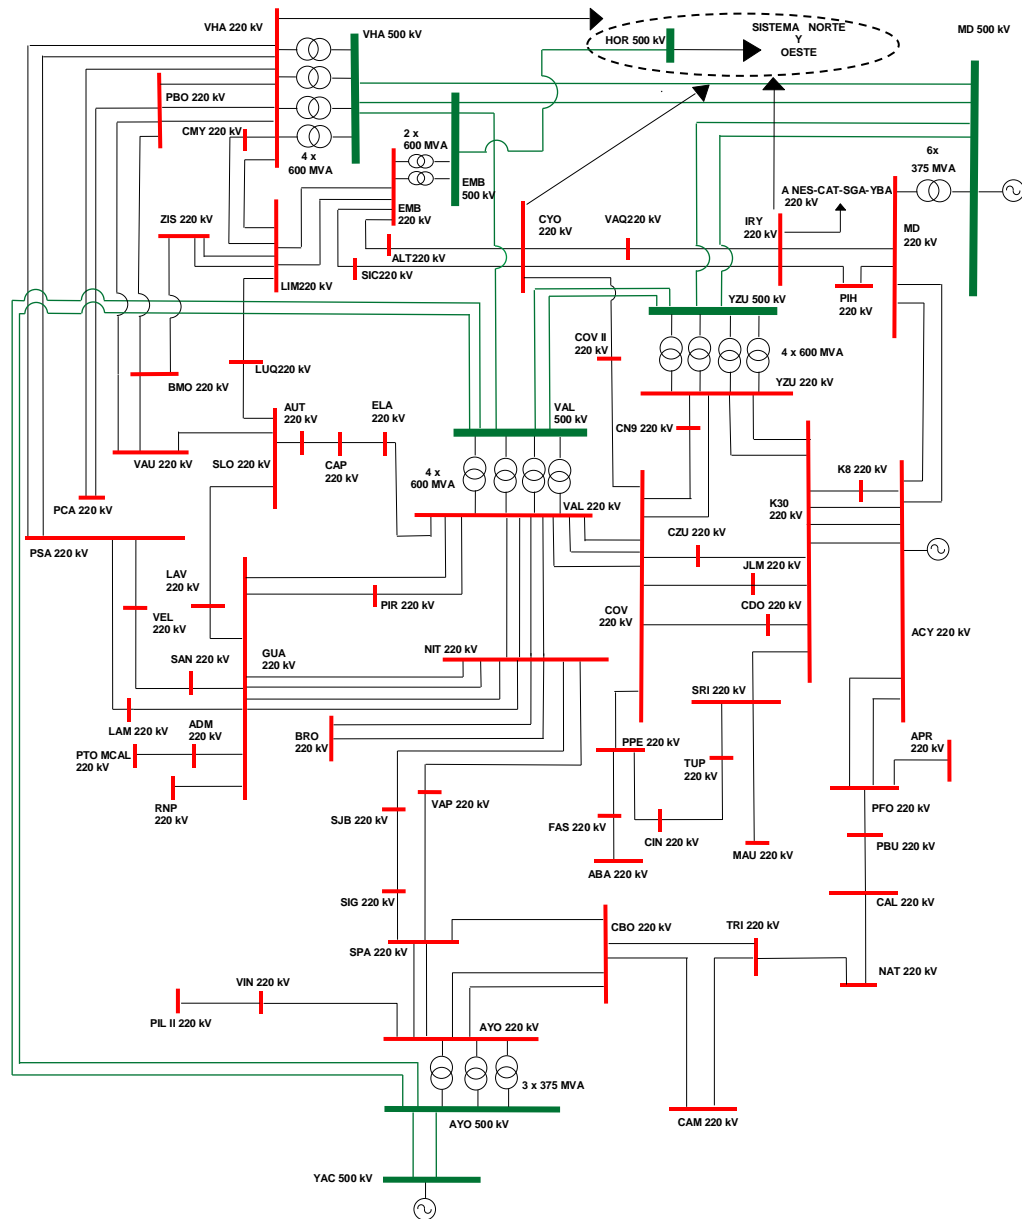 VHA 220 kV
VHA 500 kV
HOR 500 kV
SISTEMA NORTE
Y
OESTE
MD 500 kV
PBO 220 kV
CMY 220 kV
4 x
600 MVA
2 x
600 MVA
EMB
500 kV
EMB
220 kV
6x
375 MVA
A NES-CAT-SGA-YBA
220 kV
ZIS 220 kV
CYO
220 kV
VAQ220 kV
IRY
220 kV
MD
220 kV
ALT220 kV
SIC220 kV
LIM220 kV
PIH
220 kV
YZU 500 kV
COV II
220 kV
4 x 600 MVA
YZU 220 kV
BMO 220 kV
LUQ220 kV
AUT
220 kV
ELA
220 kV
VAL
500 kV
CN9 220 kV
VAU 220 kV
SLO 220 kV
CAP
220 kV
4 x
600 MVA
K8 220 kV
PCA 220 kV
VAL 220 kV
K30
220 kV
CZU 220 kV
PSA 220 kV
LAV
220 kV
JLM 220 kV
VEL
220 kV
PIR 220 kV
COV
220 kV
CDO 220 kV
ACY 220 kV
SAN 220 kV
GUA
220 kV
NIT 220 kV
SRI 220 kV
LAM 220 kV
ADM
220 kV
BRO
220 kV
PPE 220 kV
APR
220 kV
PTO MCAL
220 kV
TUP
220 kV
RNP
220 kV
VAP 220 kV
PFO 220 kV
SJB 220 kV
FAS 220 kV
CIN 220 kV
MAU 220 kV
PBU 220 kV
ABA 220 kV
SIG 220 kV
CAL 220 kV
CBO 220 kV
TRI 220 kV
SPA 220 kV
NAT 220 kV
VIN 220 kV
PIL II 220 kV
AYO 220 kV
3 x 375 MVA
AYO 500 kV
CAM 220 kV
YAC 500 kV